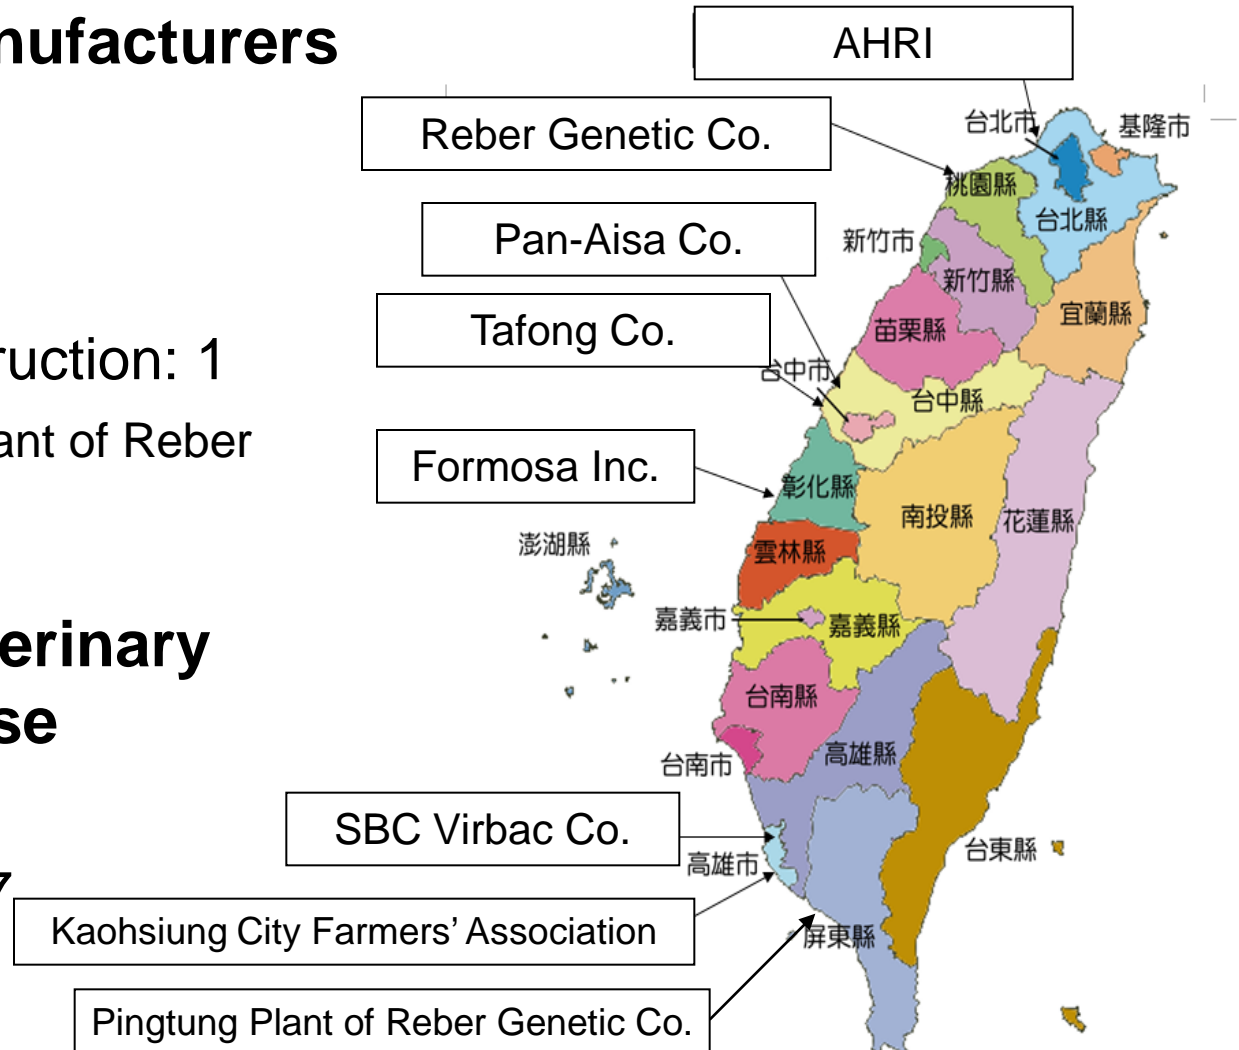 nufacturers
AHRI
Reber Genetic Co.
台北市
基隆市
桃園縣
台北縣
Pan-Aisa Co.
新竹市
新竹縣
Tafong Co.
苗栗縣
宜蘭縣
ruction: 1
台中市
台中縣
ant of Reber
Formosa Inc.
彰化縣
南投縣
花蓮縣
澎湖縣
雲林縣
嘉義市
嘉義縣
erinary
台南縣
se
台南市
高雄縣
SBC Virbac Co.
高雄市
台東縣
7
Kaohsiung City Farmers' Association
屏東縣
Pingtung Plant of Reber Genetic Co.